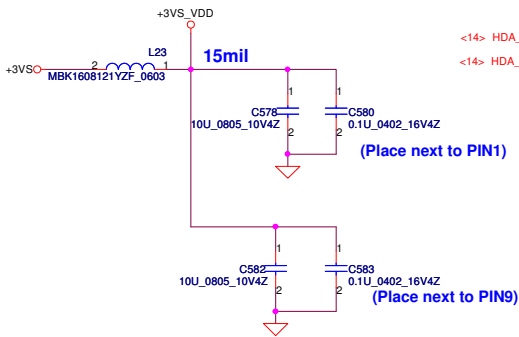 +3VS_VDD
<14> HDA_
<14> HDA_
L23
15mil
+3VS
2
1
MBK1608121YZF_0603
1
1
C578
C580
10U_0805_10V4Z
0.1U_0402_16V4Z
2
2
(Place next to PIN1)
1
1
C582
C583
10U_0805_10V4Z
0.1U_0402_16V4Z
2
2
(Place next to PIN9)